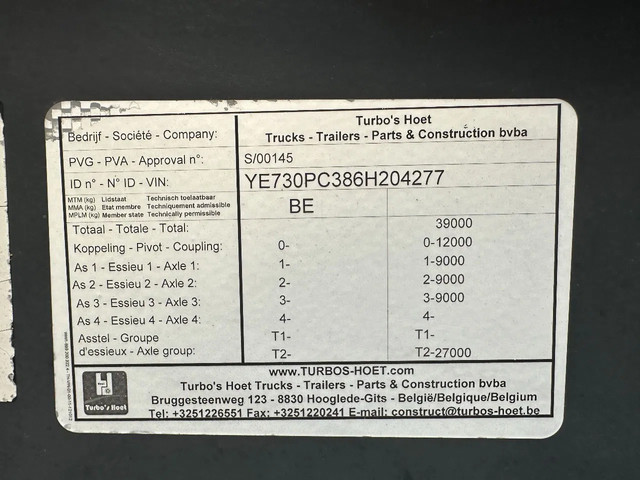 Bedrijf - Société - Company:
Turbo's Hoet
Trucks - Trailers - Parts & Construction bvba
PVG - PVA - Approval n°: S/00145
ID n° - N° ID - VIN: YE730PC386H204277
MTM (kg) Lidstaat Technisch toelaatbaar
MMA (kg) Etat membre Techniquement admissible
MPLM (kg) Member state Technically permissible
BE
Totaal - Totale - Total: 39000
Koppeling - Pivot - Coupling: 0- 0-12000
As 1 - Essieu 1 - Axle 1: 1- 1-9000
As 2 - Essieu 2 - Axle 2: 2- 2-9000
As 3 - Essieu 3 - Axle 3: 3- 3-9000
As 4 - Essieu 4 - Axle 4: 4- 4-
Asstel - Groupe T1- T1-
d'essieux - Axle group: T2- T2-27000
www.TURBOS-HOET.com
Turbo's Hoet Trucks - Trailers - Parts & Construction bvba
Bruggesteenweg 123 - 8830 Hooglede-Gits - België/Belgique/Belgium
Tel: +3251226551 Fax: +3251220241 E-mail: construct@turbos-hoet.be
Turbo's Hoet